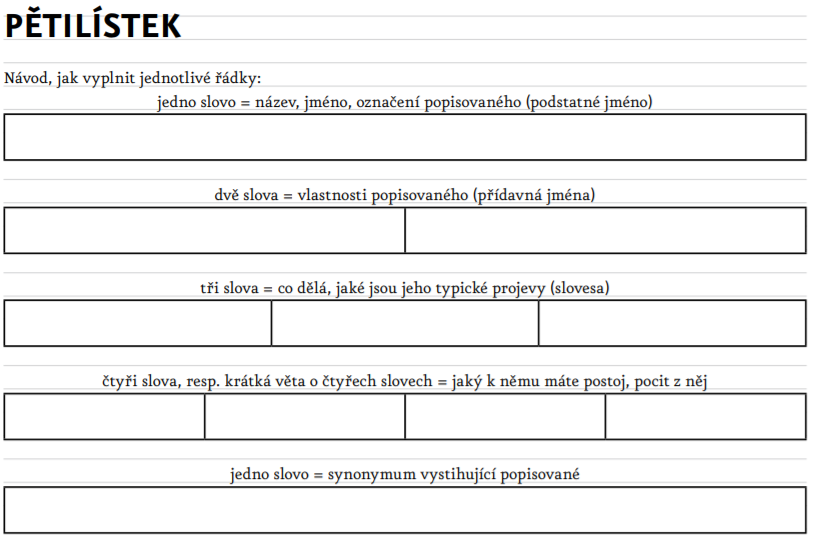 PĚTILÍSTEK
Návod, jak vyplnit jednotlivé řádky:
jedno slovo = název, jméno, označení popisovaného (podstatné jméno)
dvě slova = vlastnosti popisovaného (přídavná jména)
tři slova = co dělá, jaké jsou jeho typické projevy (slovesa)
čtyři slova, resp. krátká věta o čtyřech slovech = jaký k němu máte postoj, pocit z něj
jedno slovo = synonymum vystihující popisované